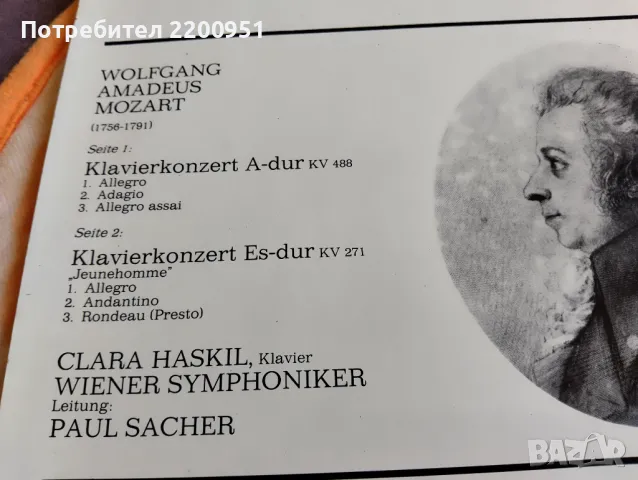 Потребител 2200951
WOLFGANG
AMADEUS
MOZART
(1756-1791)
Seite 1:
Klavierkonzert A-dur KV 488
1. Allegro
2. Adagio
3. Allegro assai
Seite 2:
Klavierkonzert Es-dur KV 271
„Jeunehomme"
1. Allegro
2. Andantino
3. Rondeau (Presto)
CLARA HASKIL, Klavier
WIENER SYMPHONIKER
Leitung:
PAUL SACHER
BAZAR
bazar.bg